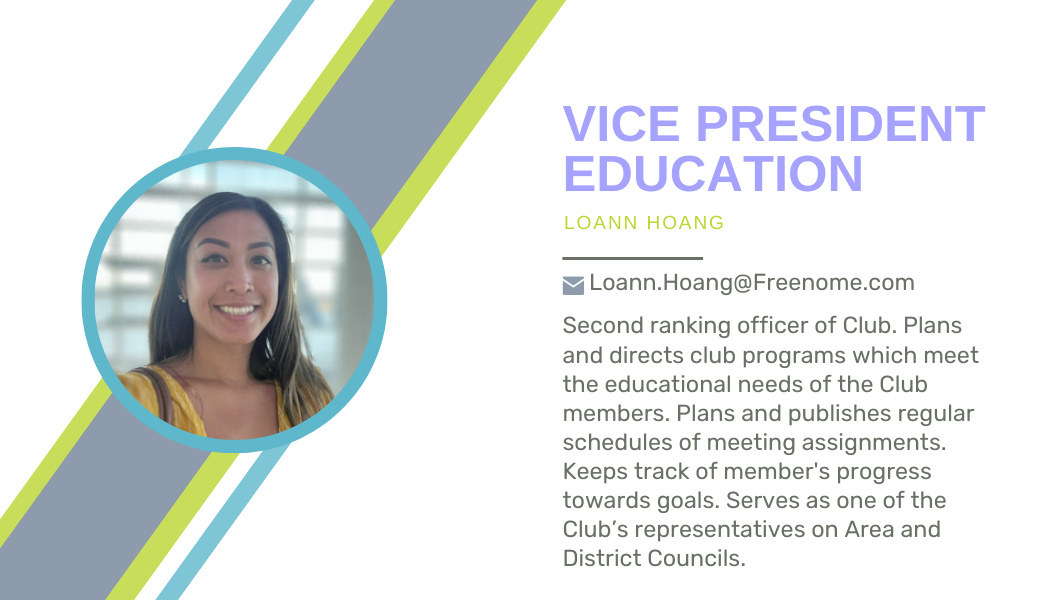 VICE PRESIDENT
EDUCATION
LOANN HOANG
Loann.Hoang@Freenome.com
Second ranking officer of Club. Plans
and directs club programs which meet
the educational needs of the Club
members. Plans and publishes regular
schedules of meeting assignments.
Keeps track of member's progress
towards goals. Serves as one of the
Club’s representatives on Area and
District Councils.